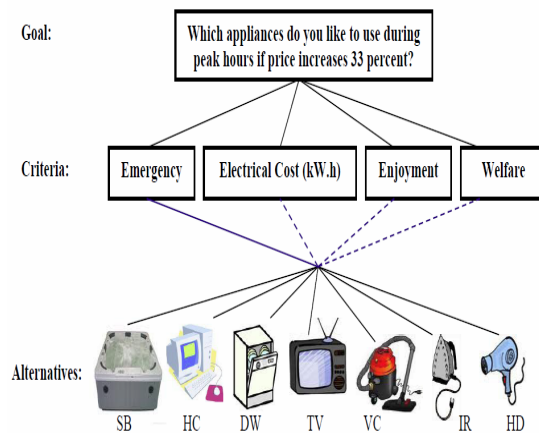 Goal:
Which appliances do you like to use during
peak hours if price increases 33 percent?
Criteria:
Emergency
Electrical Cost (kW.h)
Enjoyment
Welfare
Alternatives:
SB
HC
DW
TV
VC
IR
HD